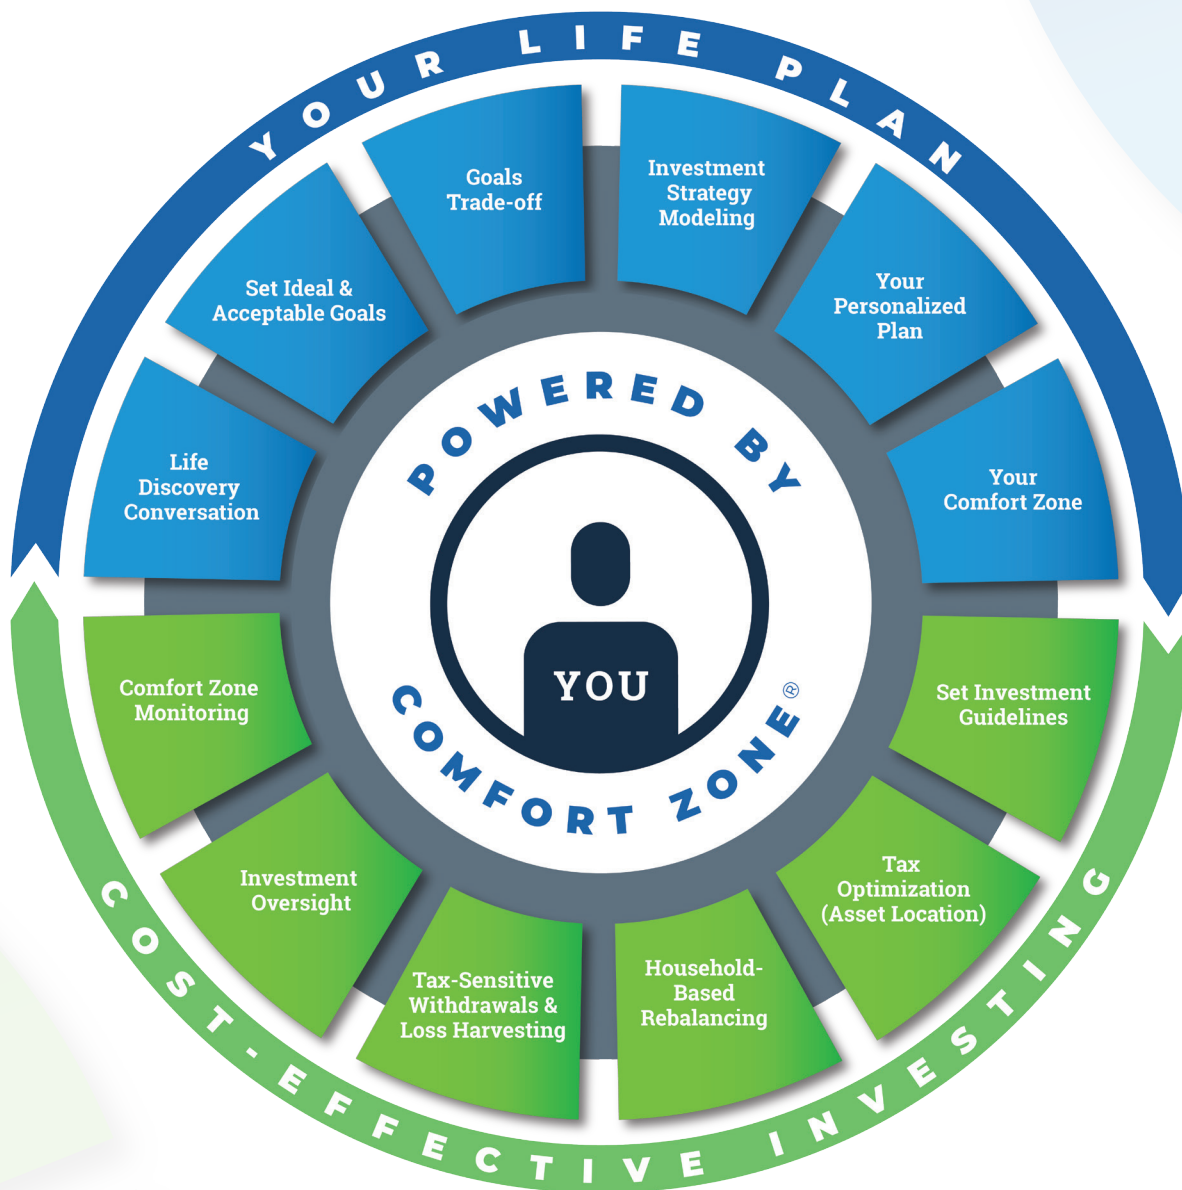 YOUR LIFE PLAN
Goals
Trade-off
Investment
Strategy
Modeling
Set Ideal &
Acceptable Goals
Your
Personalized
Plan
Life
Discovery
Conversation
Your
Comfort Zone
POWERED BY
YOU
COMFORT ZONE®
Comfort Zone
Monitoring
Set Investment
Guidelines
Investment
Oversight
Tax
Optimization
(Asset Location)
Tax-Sensitive
Withdrawals &
Loss Harvesting
Household-
Based
Rebalancing
COST-EFFECTIVE INVESTING